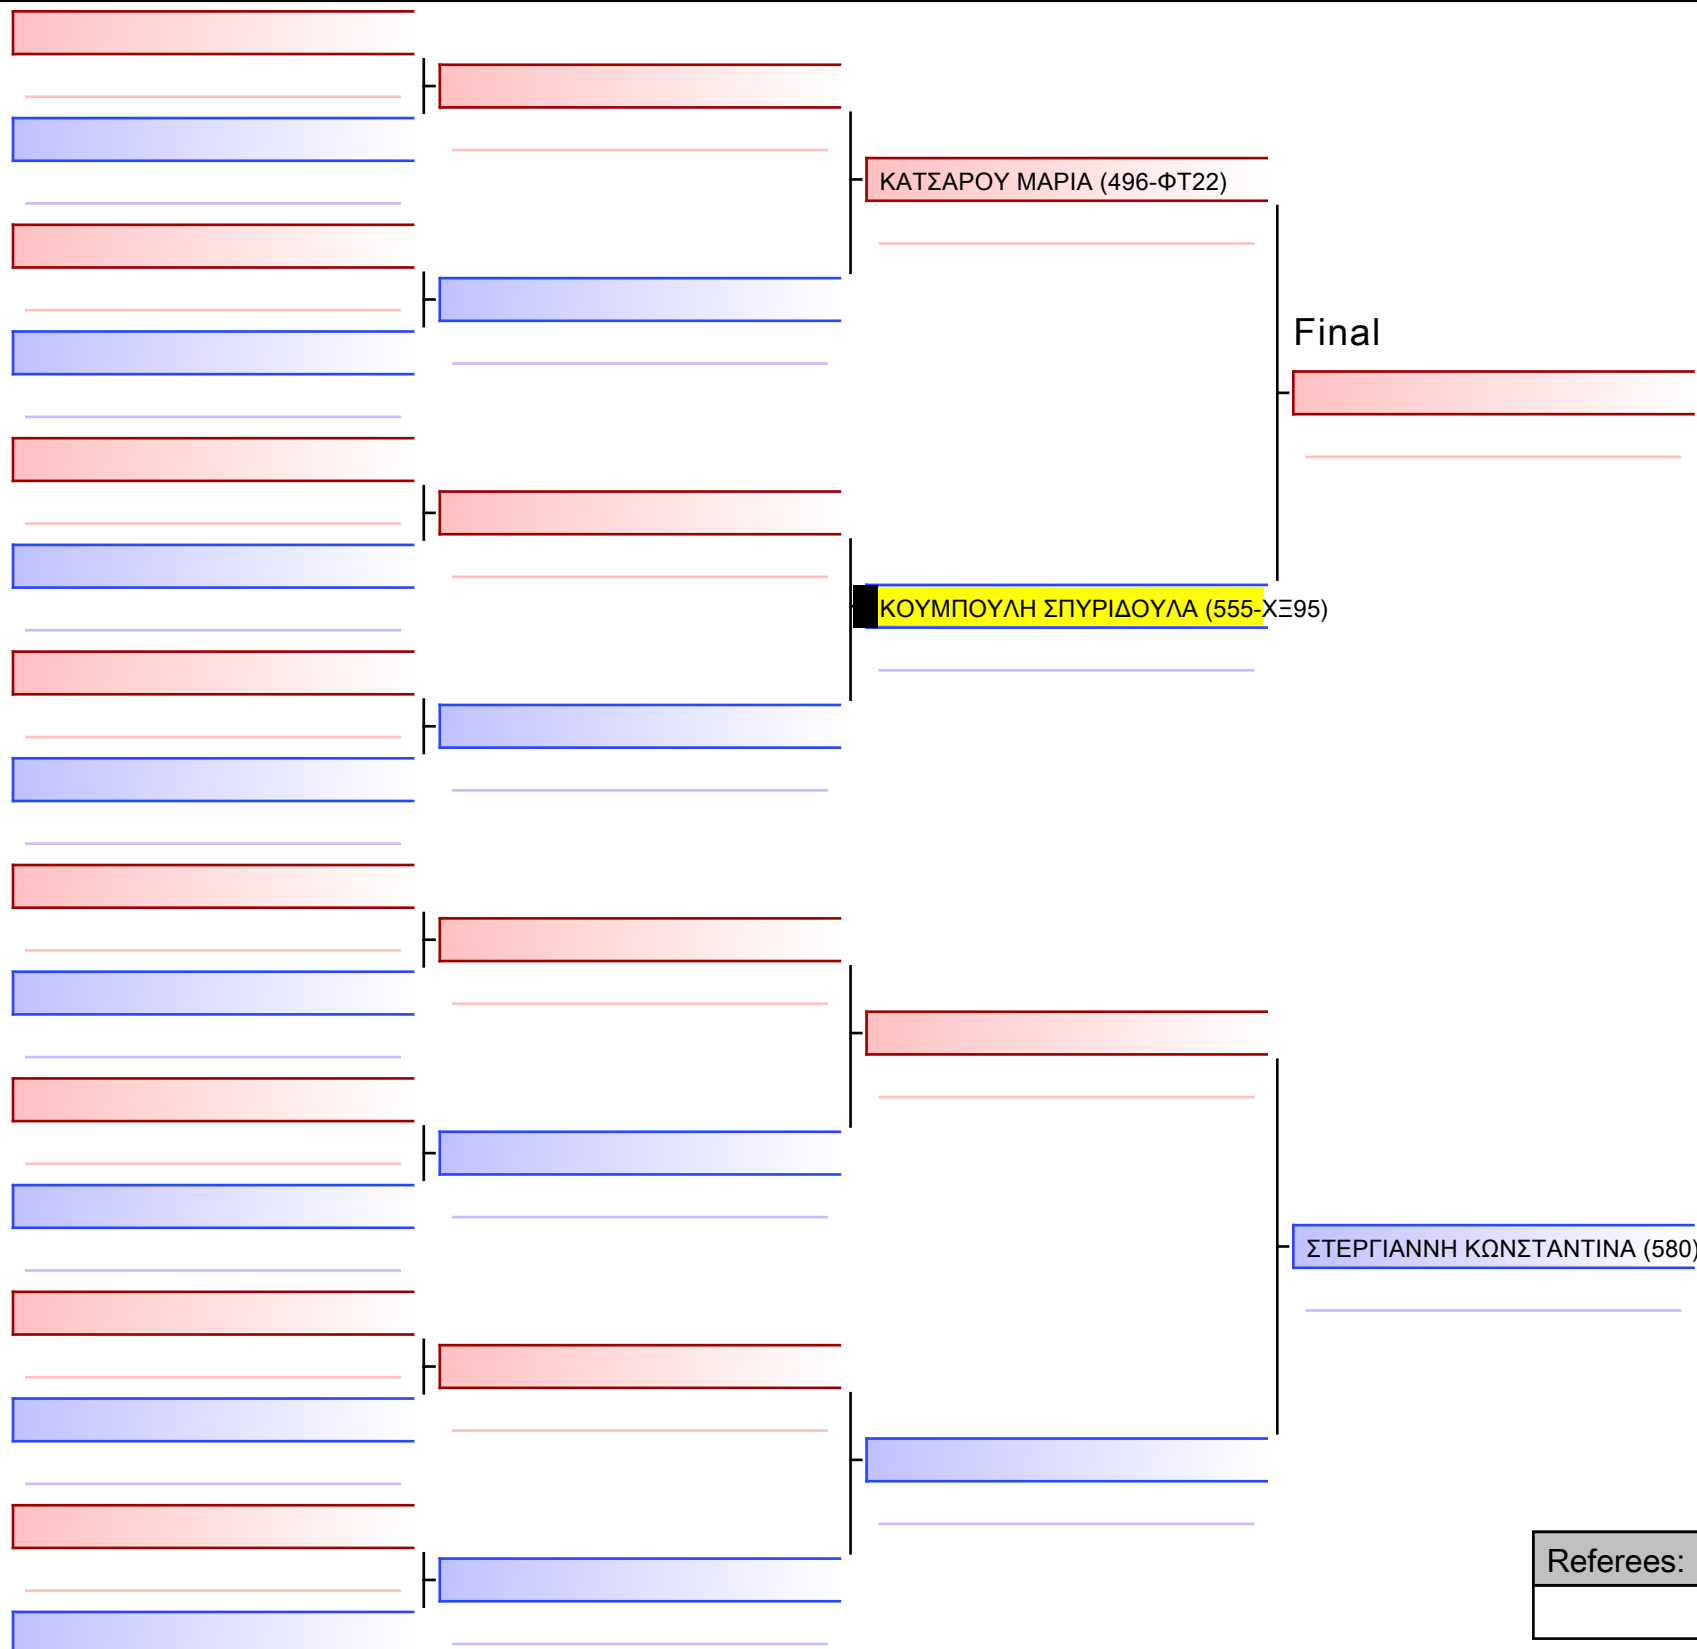 ΚΑΤΣΑΡΟΥ ΜΑΡΙΑ (496-ΦΤ22)
Final
ΚΟΥΜΠΟΥΛΗ ΣΠΥΡΙΔΟΥΛΑ (555-ΧΞ95)
ΣΤΕΡΓΙΑΝΝΗ ΚΩΝΣΤΑΝΤΙΝΑ (580)
Referees: